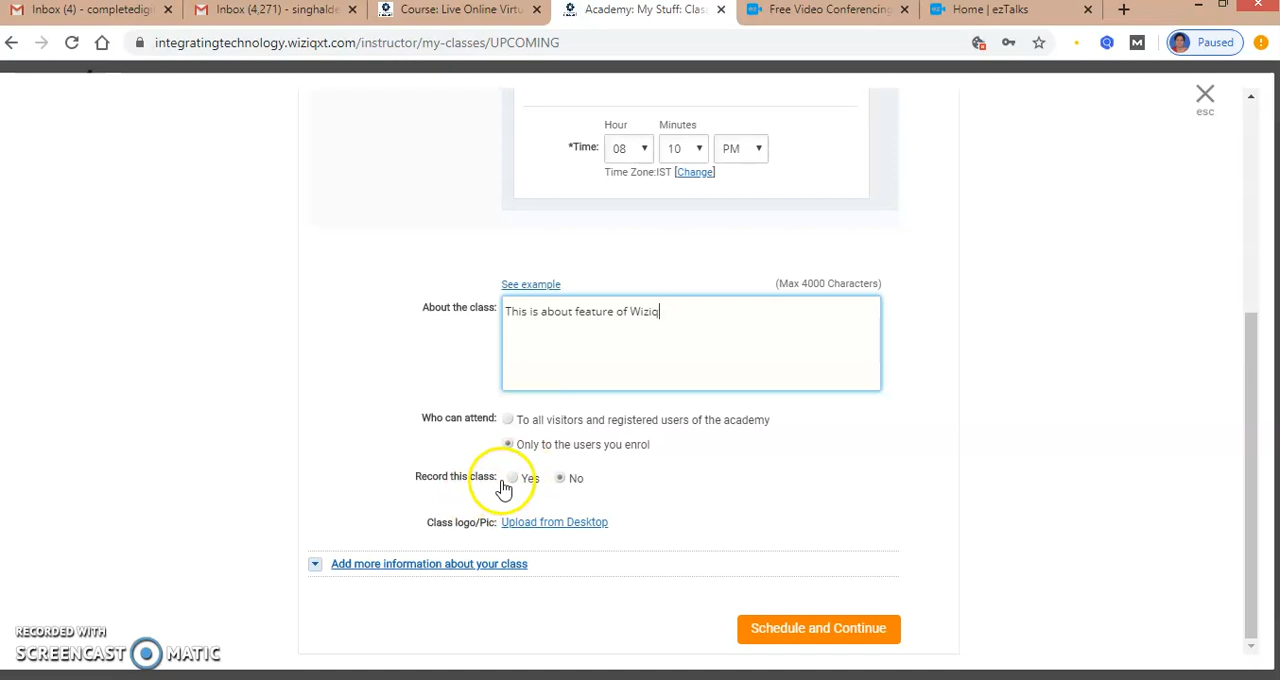 Inbox (4) - completedigi
Inbox (4,271) - singhalde
Course: Live Online Virtu
Academy: My Stuff: Clas
Free Video Conferencing
Home | ezTalks
integratingtechnology.wiziqxt.com/instructor/my-classes/UPCOMING
M
Paused
esc
Hour Minutes
*Time: 08 10 PM
Time Zone:IST [Change]
See example (Max 4000 Characters)
About the class: This is about feature of Wiziq
Who can attend: To all visitors and registered users of the academy
Only to the users you enrol
Record this class: Yes No
Class logo/Pic: Upload from Desktop
Add more information about your class
Schedule and Continue
RECORDED WITH
SCREENCAST MATIC